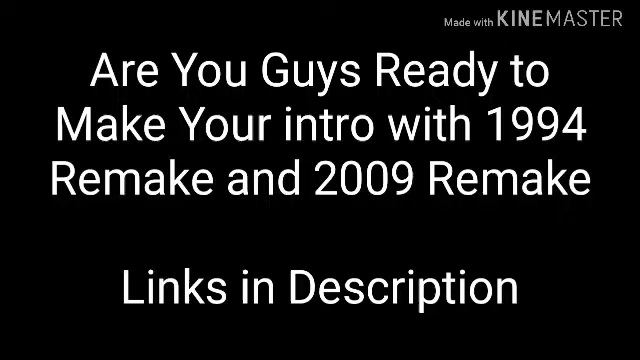 Made with KINEMASTER
Are You Guys Ready to
Make Your intro with 1994
Remake and 2009 Remake
Links in Description